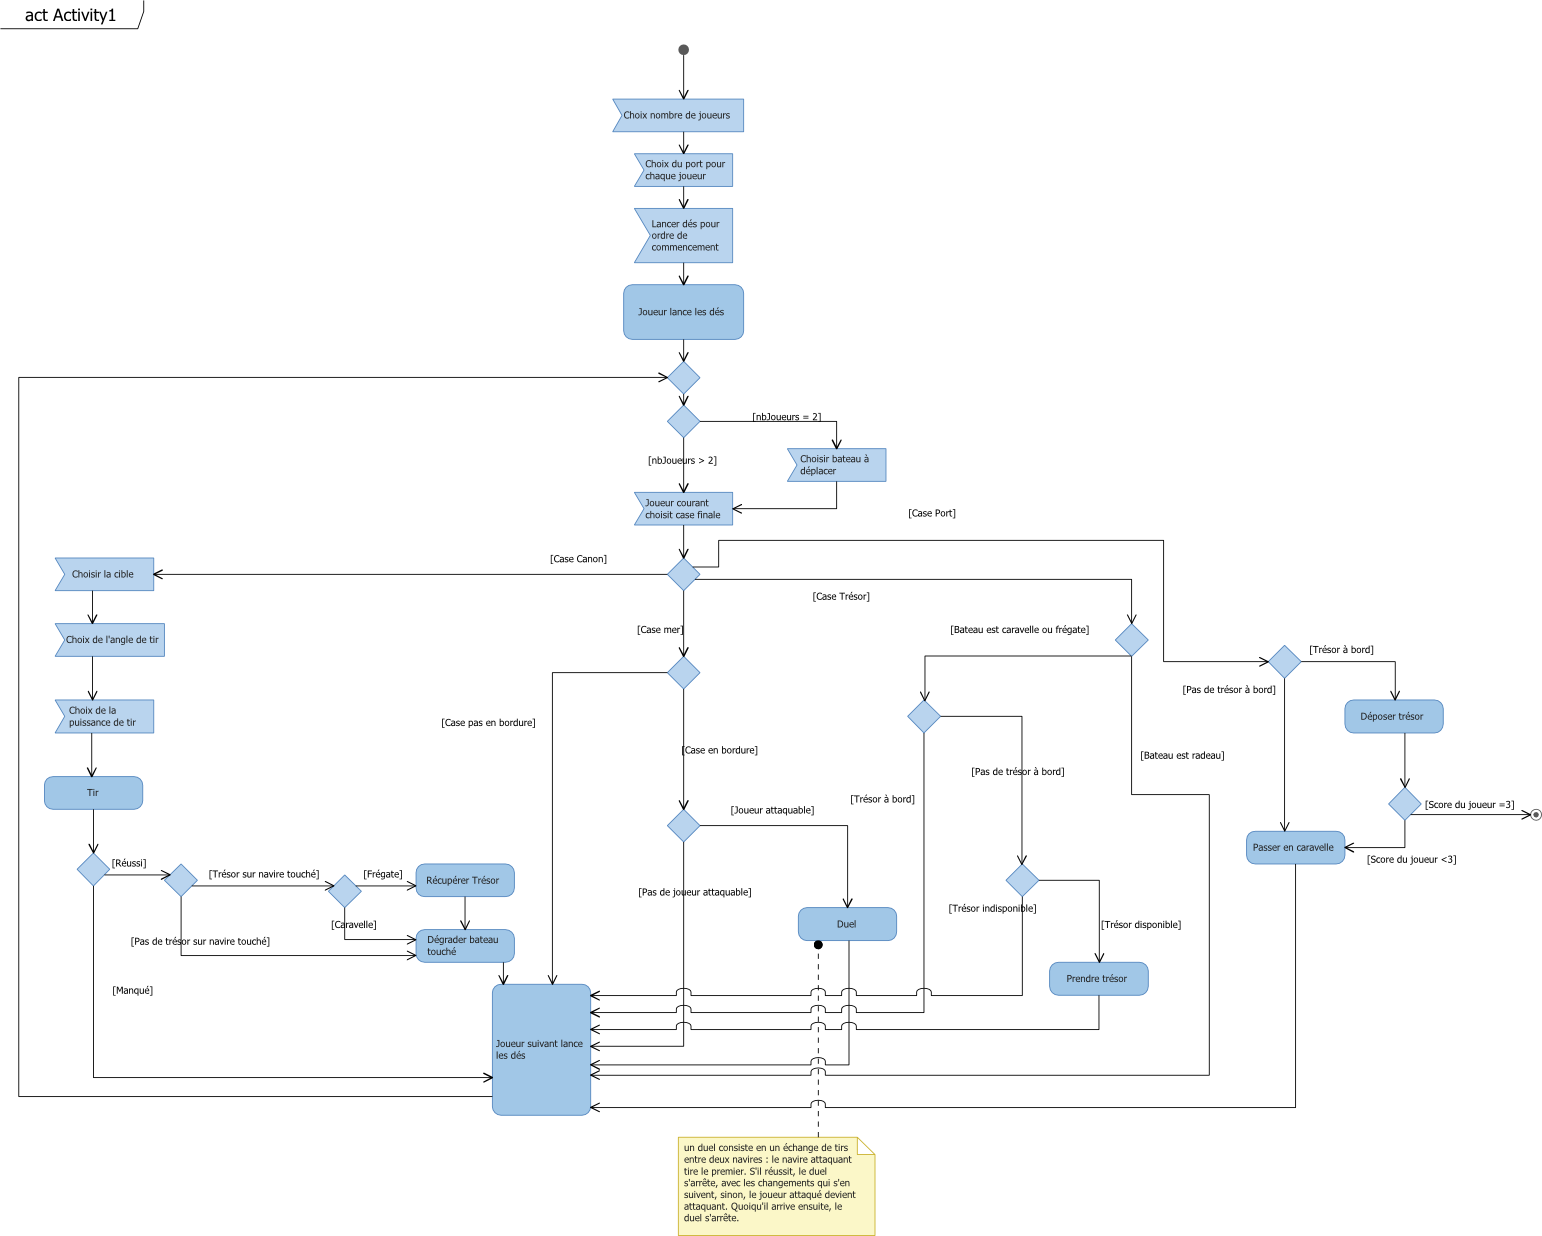 act Activity1
Choix nombre de joueurs
Choix du port pour
chaque joueur
Lancer dés pour
ordre de
commencement
Joueur lance les dés
[nbJoueurs = 2]
[nbJoueurs > 2]
Choisir bateau à
déplacer
Joueur courant
choisit case finale
[Case Port]
[Case Canon]
Choisir la cible
[Case Trésor]
[Case mer]
[Bateau est caravelle ou frégate]
Choix de l'angle de tir
[Trésor à bord]
[Pas de trésor à bord]
Choix de la
puissance de tir
[Case pas en bordure]
Déposer trésor
[Case en bordure]
[Bateau est radeau]
[Pas de trésor à bord]
Tir
[Trésor à bord]
[Joueur attaquable]
[Score du joueur =3]
Passer en caravelle
[Score du joueur <3]
[Réussi]
[Trésor sur navire touché]
[Frégate]
Récupérer Trésor
[Pas de joueur attaquable]
[Trésor indisponible]
[Caravelle]
Duel
[Trésor disponible]
[Pas de trésor sur navire touché]
Dégrader bateau
touché
Prendre trésor
[Manqué]
Joueur suivant lance
les dés
un duel consiste en un échange de tirs
entre deux navires : le navire attaquant
tire le premier. S'il réussit, le duel
s'arrête, avec les changements qui s'en
suivent, sinon, le joueur attaqué devient
attaquant. Quoiqu'il arrive ensuite, le
duel s'arrête.